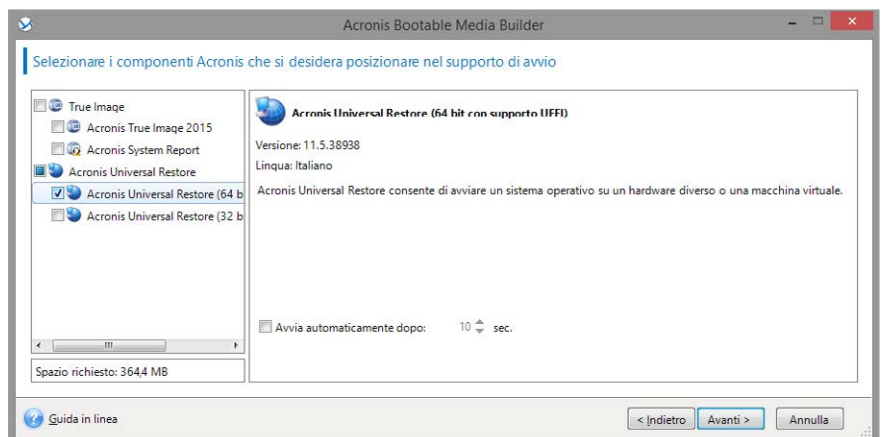 Acronis Bootable Media Builder
Selezionare i componenti Acronis che si desidera posizionare nel supporto di avvio
True Image
Acronis True Image 2015
Acronis System Report
Acronis Universal Restore
Acronis Universal Restore (64 b
Acronis Universal Restore (32 b
Spazio richiesto: 364,4 MB
Acronis Universal Restore (64 bit con supporto UEFI)
Versione: 11.5.38938
Lingua: Italiano
Acronis Universal Restore consente di avviare un sistema operativo su un hardware diverso o una macchina virtuale.
Avvia automaticamente dopo: 10 sec.
Guida in linea
< Indietro
Avanti >
Annulla